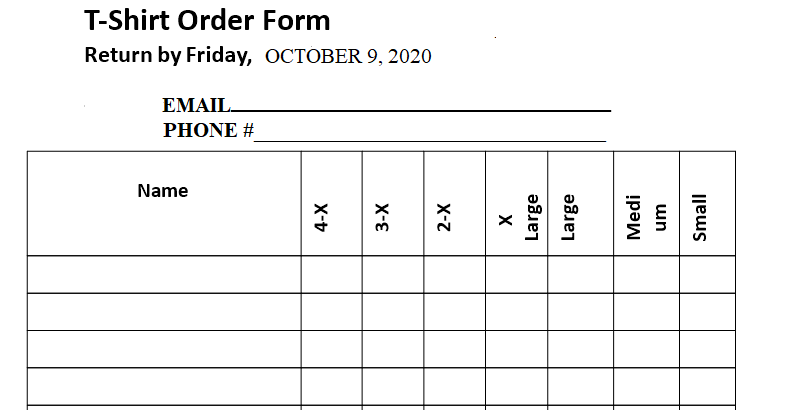 T-Shirt Order Form
Return by Friday, OCTOBER 9, 2020
EMAIL
PHONE #
Name
4-X
3-X
2-X
X
Large
Large
Medi
um
Small